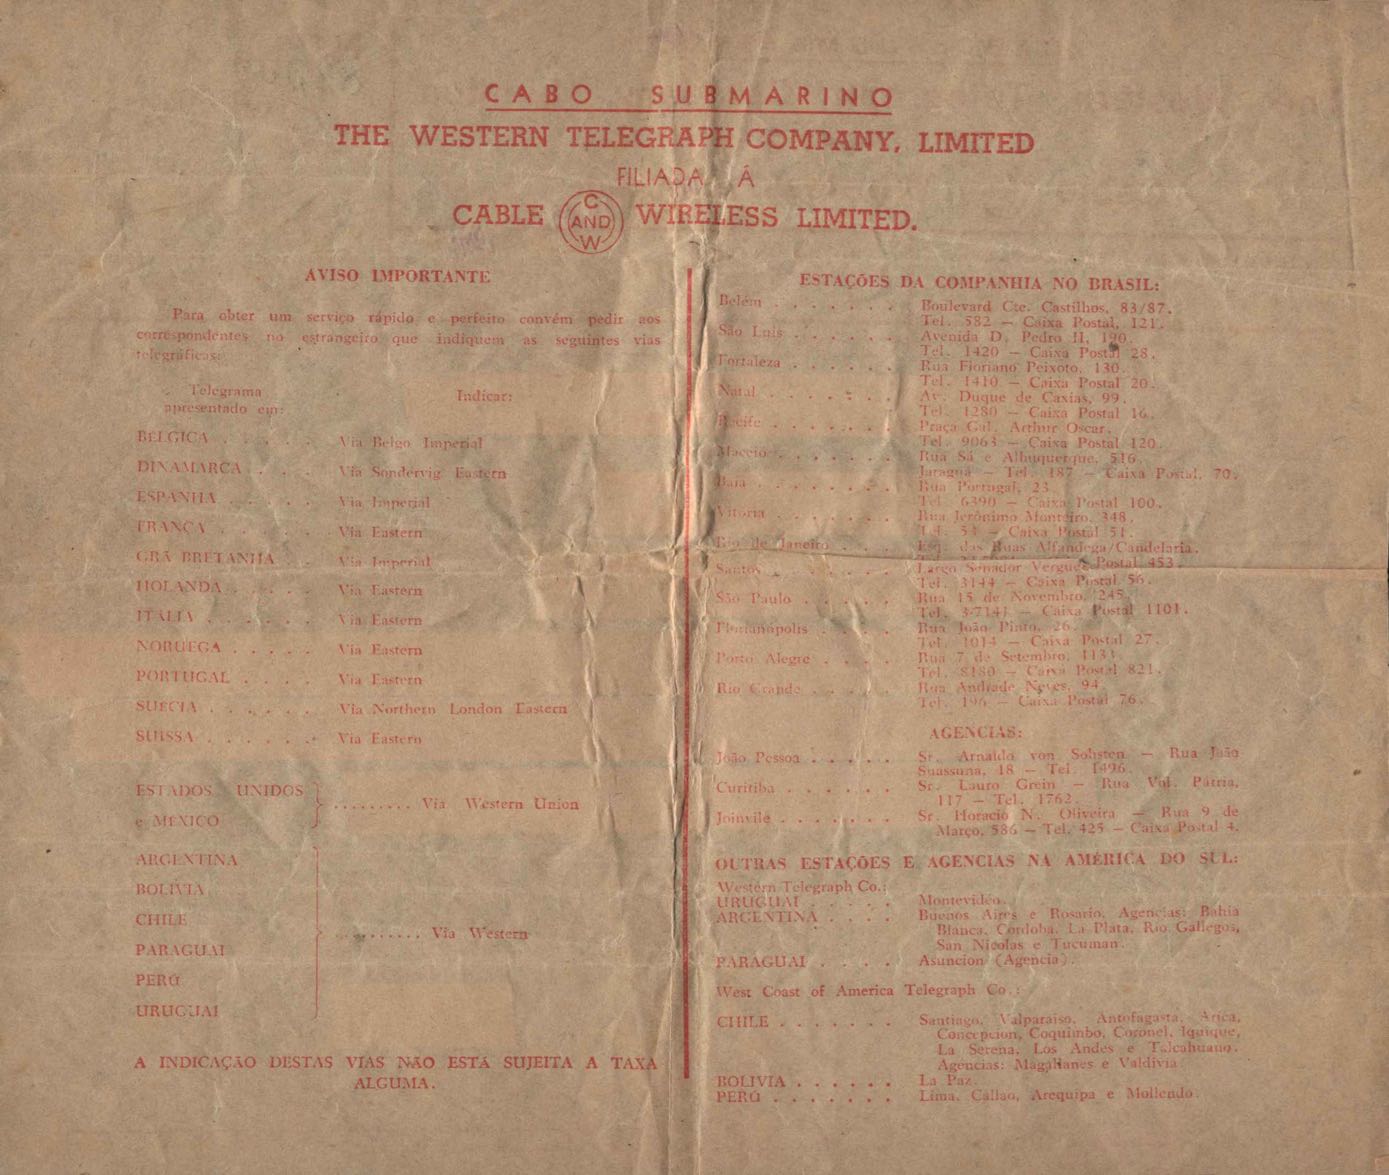 CABO SUBMARINO
THE WESTERN TELEGRAPH COMPANY, LIMITED
FILIADA Á
CABLE C AND W WIRELESS LIMITED.
AVISO IMPORTANTE
Para obter um serviço rápido e perfeito convém pedir aos
correspondentes no estrangeiro que indiquem as seguintes vias
telegráficas:
Telegrama
apresentado em: Indicar:
BELGICA . . . . . Via Belgo Imperial
DINAMARCA . . . Via Sondervig Eastern
ESPANHA . . . . . Via Imperial
FRANÇA . . . . . Via Eastern
GRÃ BRETANHA . . Via Imperial
HOLANDA . . . . . Via Eastern
ITÁLIA . . . . . . Via Eastern
NORUEGA . . . . . Via Eastern
PORTUGAL . . . . Via Eastern
SUÉCIA . . . . . . Via Northern London Eastern
SUISSA . . . . . . Via Eastern
ESTADOS UNIDOS
e MÉXICO } ......... Via Western Union
ARGENTINA
BOLIVIA
CHILE
PARAGUAI
PERÚ
URUGUAI
} .......... Via Western
A INDICAÇÃO DESTAS VIAS NÃO ESTÁ SUJEITA A TAXA
ALGUMA.
ESTAÇÕES DA COMPANHIA NO BRASIL:
Belém . . . . . . . Boulevard Cte. Castilhos, 83/87.
Tel. 582 — Caixa Postal, 121.
São Luis . . . . . . Avenida D. Pedro II, 190.
Tel. 1420 — Caixa Postal 28.
Fortaleza . . . . . . Rua Floriano Peixoto, 130.
Tel. 1410 — Caixa Postal 20.
Natal . . . . . . . Av. Duque de Caxias, 99.
Tel. 1280 — Caixa Postal 16.
Recife . . . . . . . Praça Gal. Arthur Oscar.
Tel. 9063 — Caixa Postal 120.
Maceió . . . . . . . Rua Sá e Albuquerque, 516.
Jaraguá — Tel. 187 — Caixa Postal, 70.
Baía . . . . . . . . Rua Portugal, 23
Tel. 6390 — Caixa Postal 100.
Vitória . . . . . . . Rua Jerônimo Monteiro, 348.
Tel. 54 — Caixa Postal 51.
Rio de Janeiro . . . Esq. das Ruas Alfandega/Candelaria.
Postal 453.
Santos . . . . . . . Largo Senador Vergueiro
Tel. 3144 — Caixa Postal 56.
São Paulo . . . . . Rua 15 de Novembro, 245.
Tel. 3-7141 — Caixa Postal 1101.
Florianópolis . . . . Rua João Pinto, 26.
Tel. 1014 — Caixa Postal 27.
Porto Alegre . . . . Rua 7 de Setembro, 1133.
Tel. 8180 — Caixa Postal 821.
Rio Grande . . . . . Rua Andrade Neves, 94.
Tel. 196 — Caixa Postal 76.
AGENCIAS:
João Pessoa . . . . . Sr. Arnaldo von Sohsten — Rua João
Suassuna, 18 — Tel. 1496.
Curitiba . . . . . . Sr. Lauro Grein — Rua Vol. Pátria,
117 — Tel. 1762.
Joinvile . . . . . . Sr. Horacio N. Oliveira — Rua 9 de
Março, 586 — Tel. 425 — Caixa Postal 4.
OUTRAS ESTAÇÕES E AGENCIAS NA AMÉRICA DO SUL:
Western Telegraph Co.:
URUGUAI . . . . . Montevidéo.
ARGENTINA . . . . Buenos Aires e Rosario, Agencias: Bahia
Blanca, Cordoba, La Plata, Rio Gallegos,
San Nicolas e Tucuman.
PARAGUAI . . . . Asuncion (Agencia).
West Coast of America Telegraph Co.:
CHILE . . . . . . . Santiago, Valparaiso, Antofagasta, Arica,
Concepcion, Coquimbo, Coronel, Iquique,
La Serena, Los Andes e Talcahuano.
Agencias: Magallanes e Valdivia
BOLIVIA . . . . . . La Paz.
PERÚ . . . . . . . Lima, Callao, Arequipa e Mollendo.